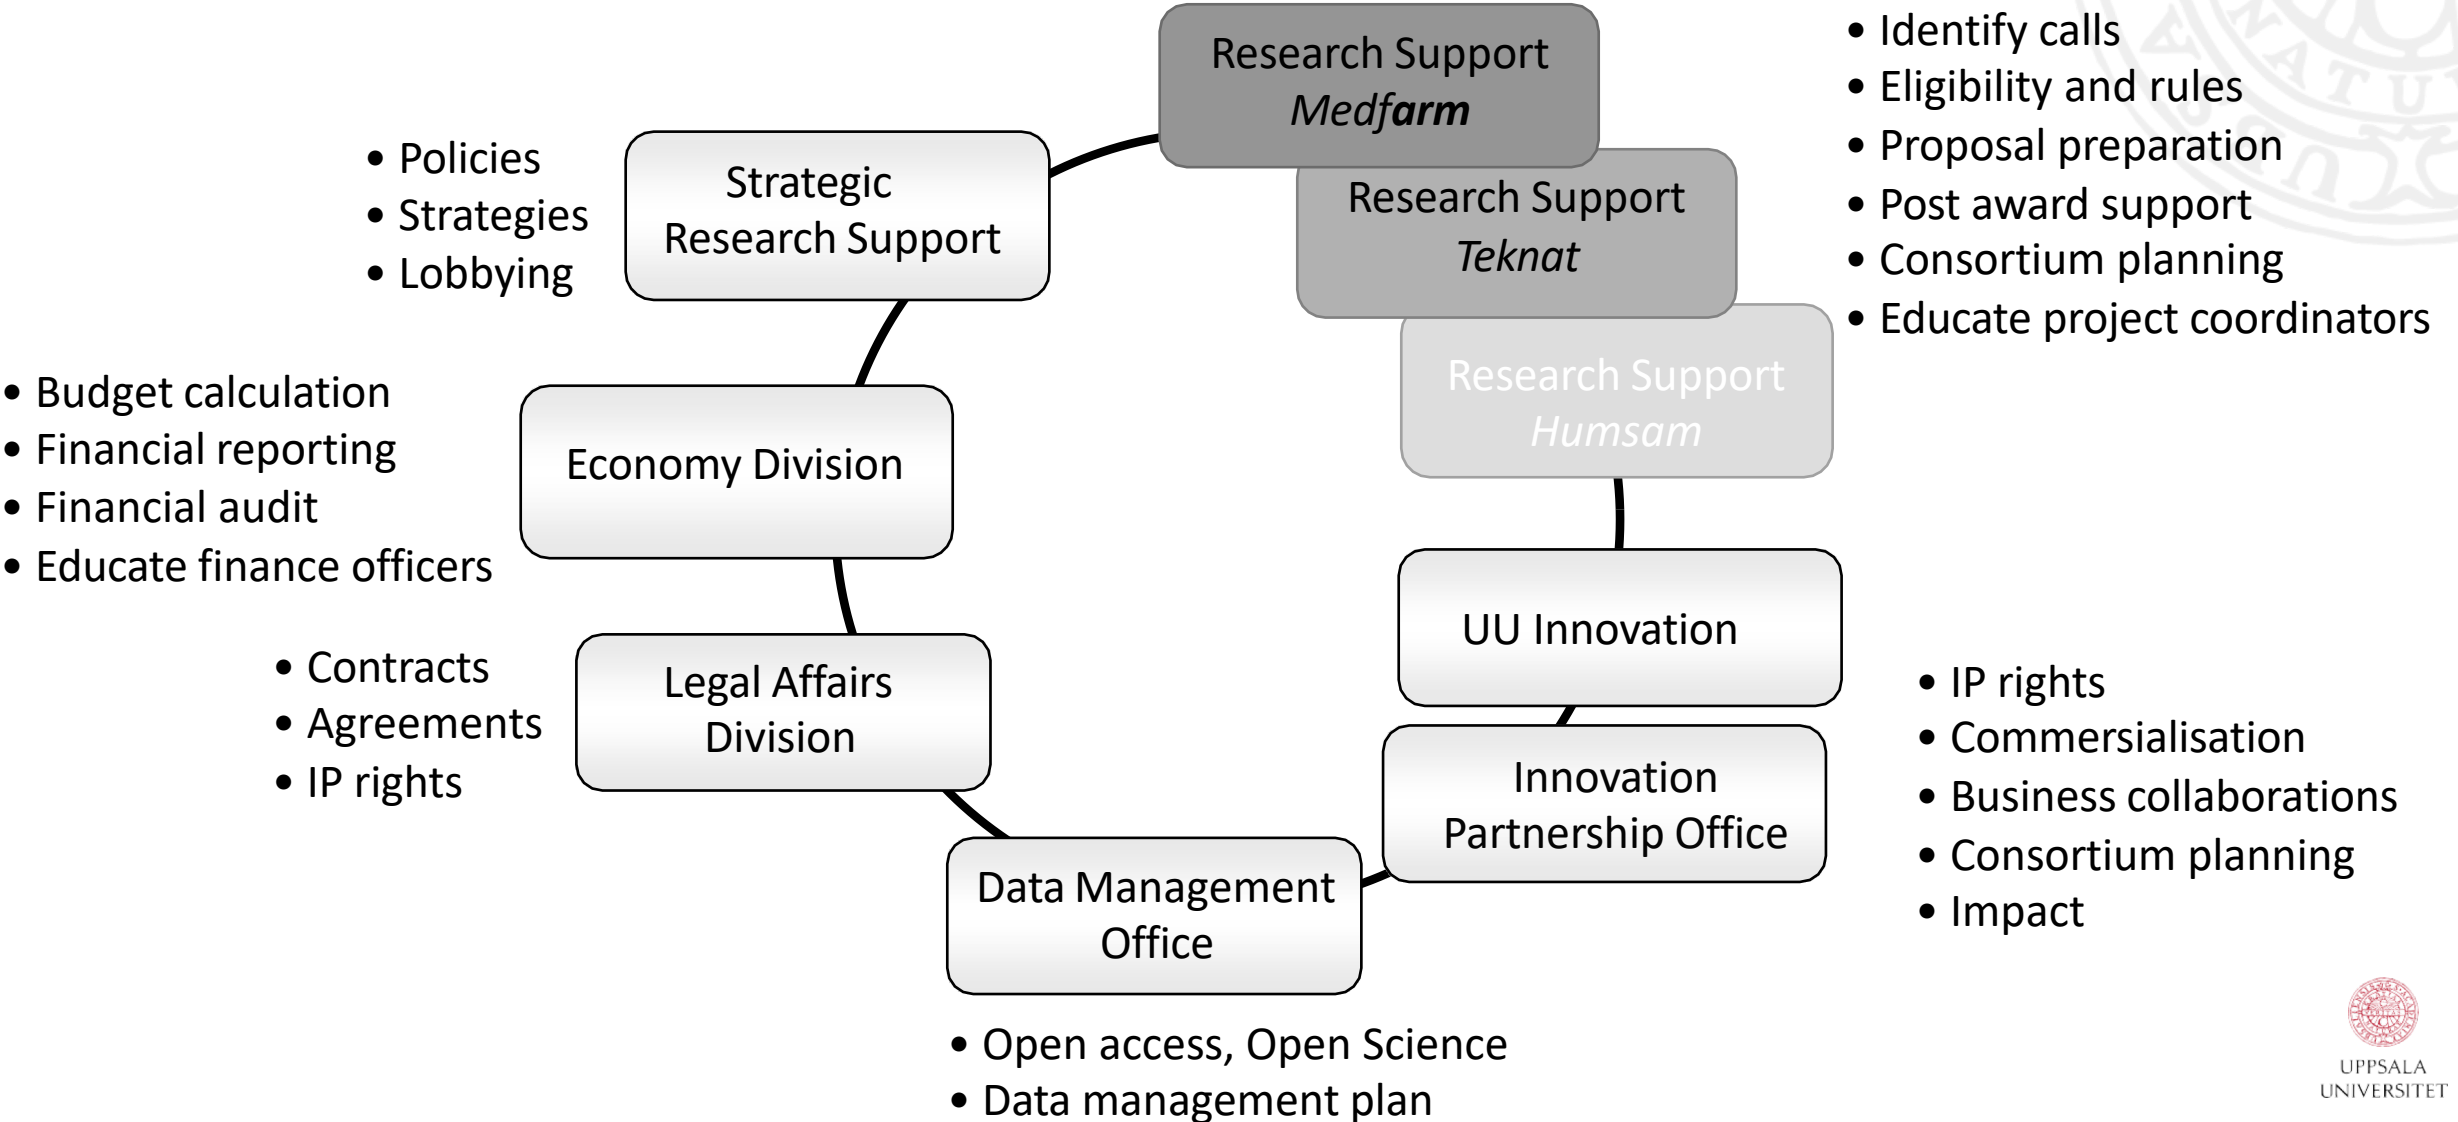 Research Support
Medfarm
• Identify calls
• Eligibility and rules
• Proposal preparation
• Post award support
• Consortium planning
• Educate project coordinators
• Policies
• Strategies
• Lobbying
Strategic
Research Support
Research Support
Teknat
Research Support
Humsam
• Budget calculation
• Financial reporting
• Financial audit
• Educate finance officers
Economy Division
UU Innovation
• Contracts
• Agreements
• IP rights
Legal Affairs
Division
Innovation
Partnership Office
• IP rights
• Commersialisation
• Business collaborations
• Consortium planning
• Impact
Data Management
Office
• Open access, Open Science
• Data management plan
UPPSALA
UNIVERSITET